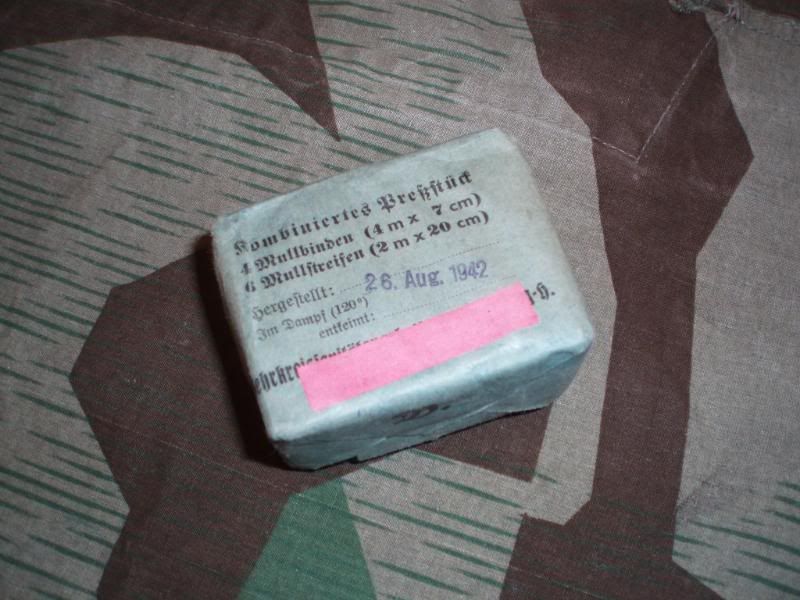 Kombiniertes Preßstück
4 Mullbinden (4 m x 7 cm)
6 Mullstreifen (2 m x 20 cm)
Hergestellt: 26. Aug. 1942
Im Dampf (120°)
entkeimt: